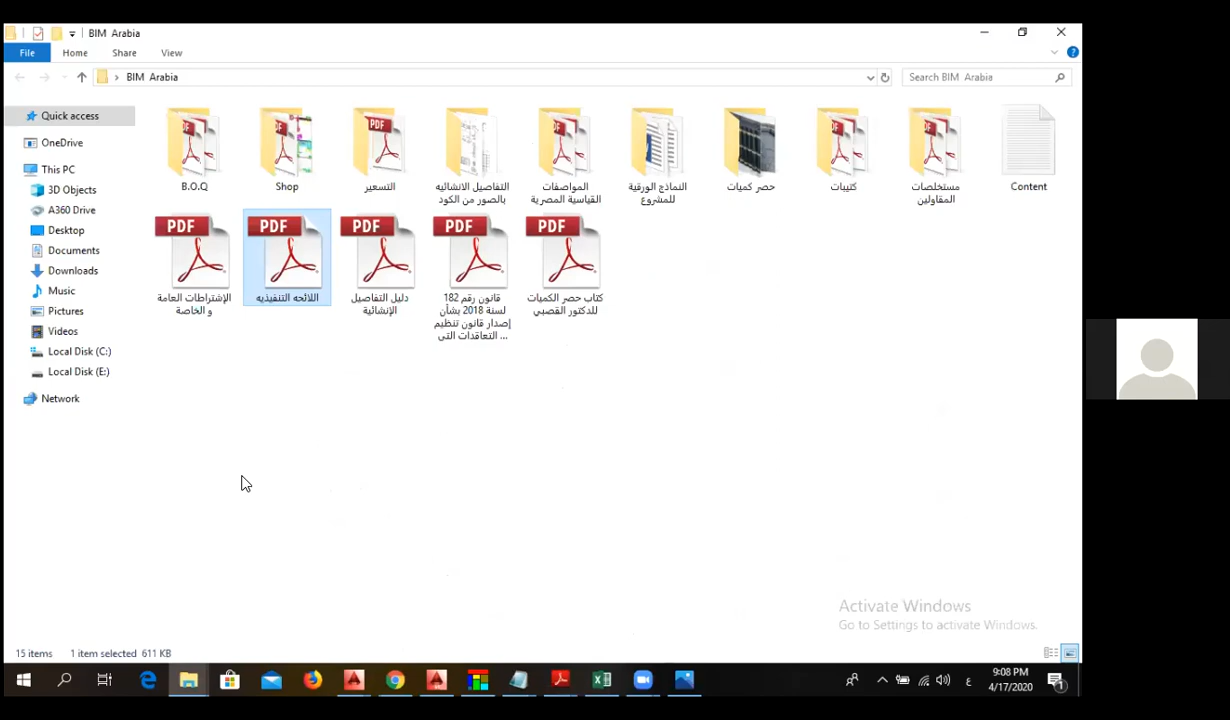 BIM Arabia
File
Home
Share
View
BIM Arabia
Search BIM Arabia
Quick access
OneDrive
This PC
3D Objects
A360 Drive
Desktop
Documents
Downloads
Music
Pictures
Videos
Local Disk (C:)
Local Disk (E:)
Network
B.O.Q
Shop
التسعير
التفاصيل الانشائيه
بالصور من الكود
المواصفات
القياسية المصرية
النماذج الورقية
للمشروع
حصر كميات
كتيبات
مستخلصات
المقاولين
Content
PDF
الإشتراطات العامة
و الخاصة
PDF
اللائحه التنفيذيه
PDF
دليل التفاصيل
الإنشائية
PDF
قانون رقم 182
لسنة 2018 بشأن
إصدار قانون تنظيم
التعاقدات التى ...
PDF
كتاب حصر الكميات
للدكتور القصبي
Activate Windows
Go to Settings to activate Windows.
15 items
1 item selected 611 KB
ع
9:08 PM
4/17/2020
1